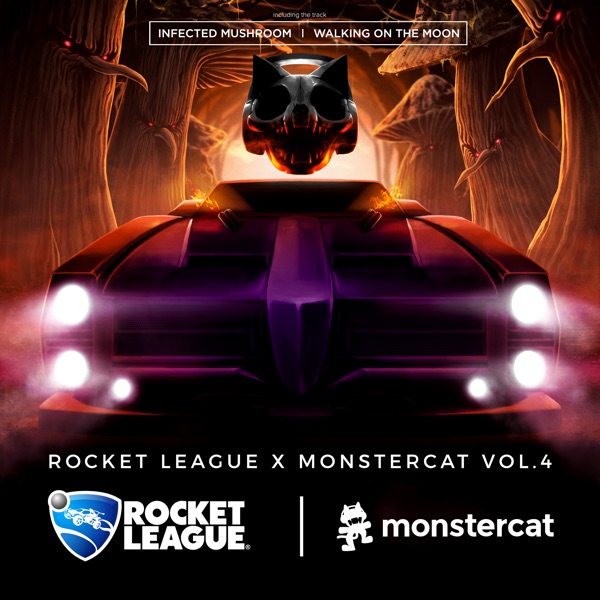 including the track
INFECTED MUSHROOM | WALKING ON THE MOON
ROCKET LEAGUE X MONSTERCAT VOL.4
ROCKET
LEAGUE®
monstercat